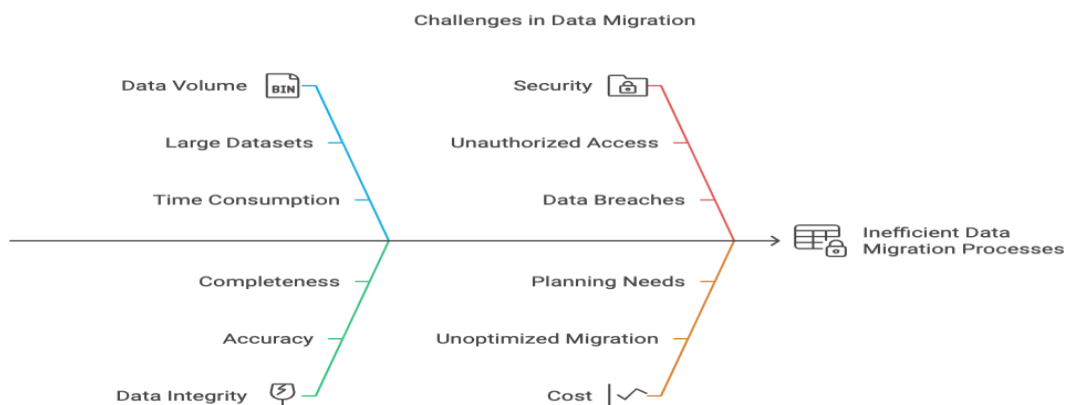 Challenges in Data Migration
Data Volume
BIN
Security
Large Datasets
Unauthorized Access
Time Consumption
Data Breaches
Inefficient Data
Migration Processes
Completeness
Planning Needs
Accuracy
Unoptimized Migration
Data Integrity
Cost